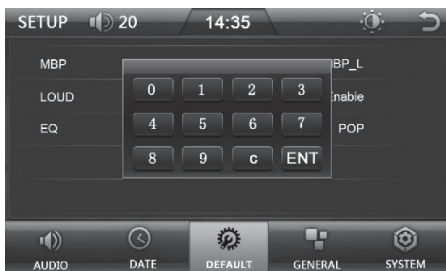 SETUP 20 14:35
MBP BP_L
0 1 2 3
LOUD nabie
4 5 6 7
EQ POP
8 9 c ENT
AUDIO DATE DEFAULT GENERAL SYSTEM